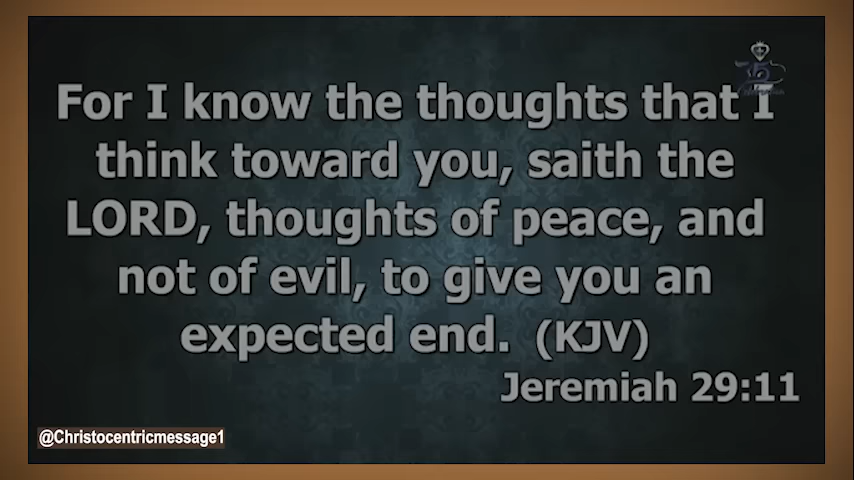 For I know the thoughts that I
think toward you, saith the
LORD, thoughts of peace, and
not of evil, to give you an
expected end. (KJV)
Jeremiah 29:11
@Christocentricmessage1